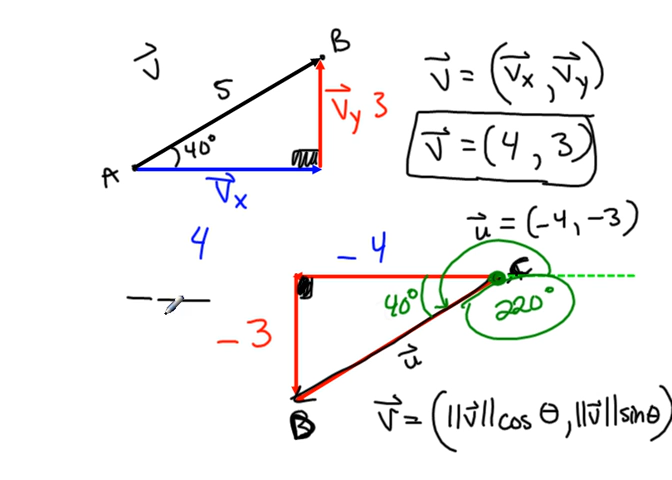 v⃗
B
5
v⃗y 3
40°
A
v⃗x
4
v⃗ = (v⃗x, v⃗y)
v⃗ = (4, 3)
u⃗ = (-4, -3)
-4
C
40°
220°
-3
u⃗
B
v⃗ = (||v⃗|| cos θ, ||v⃗|| sin θ)